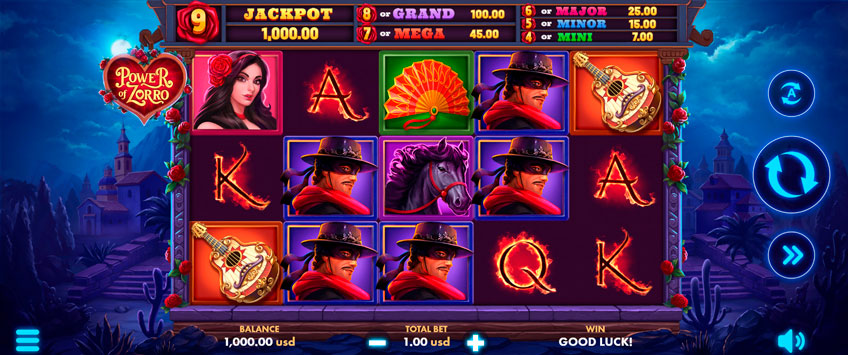 9 JACKPOT
1,000.00
8 or GRAND 100.00
7 or MEGA 45.00
6 or MAJOR 25.00
5 or MINOR 15.00
4 or MINI 7.00
POWER
of ZORRO
A
A
K
A
Q
K
BALANCE
1,000.00 usd
TOTAL BET
1.00 usd
WIN
GOOD LUCK!